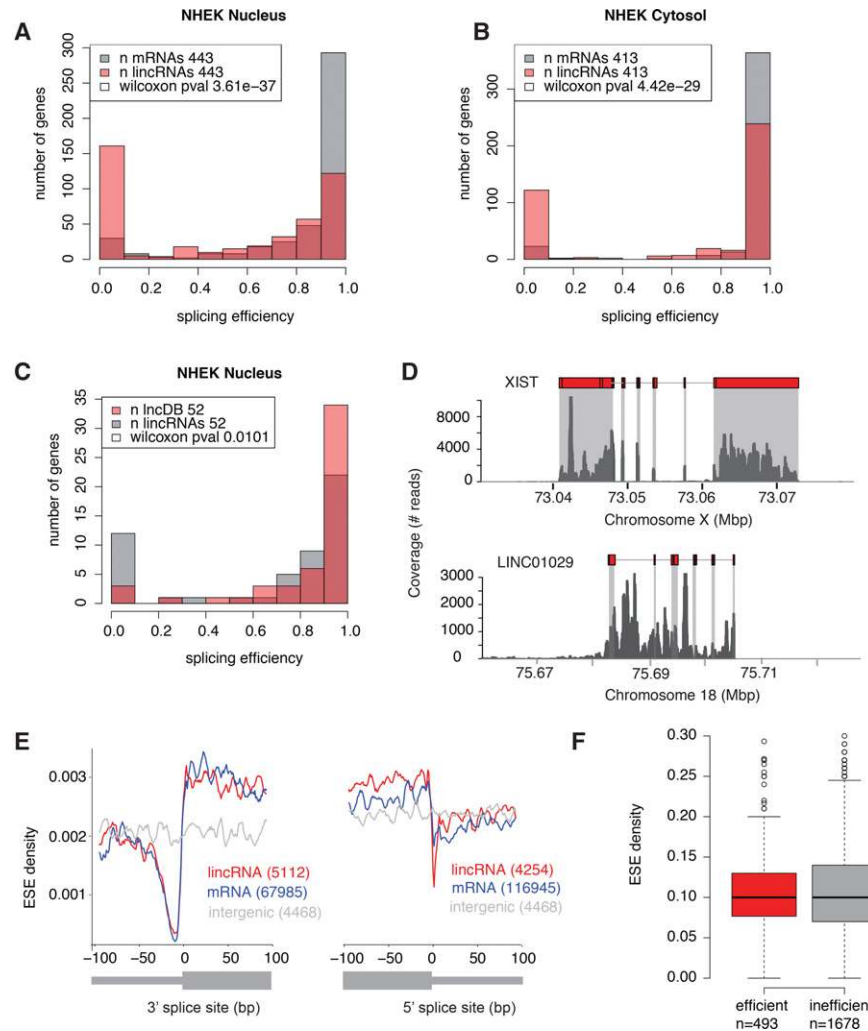 A
NHEK Nucleus
n mRNAs 443
n lincRNAs 443
wilcoxon pval 3.61e−37
number of genes
0 50 100 150 200 250 300
0.0 0.2 0.4 0.6 0.8 1.0
splicing efficiency
B
NHEK Cytosol
n mRNAs 413
n lincRNAs 413
wilcoxon pval 4.42e−29
number of genes
0 100 200 300
0.0 0.2 0.4 0.6 0.8 1.0
splicing efficiency
C
NHEK Nucleus
n lncDB 52
n lincRNAs 52
wilcoxon pval 0.0101
number of genes
0 5 10 15 20 25 30 35
0.0 0.2 0.4 0.6 0.8 1.0
splicing efficiency
D
XIST
Coverage (# reads)
8000
4000
0
73.04 73.05 73.06 73.07
Chromosome X (Mbp)
LINC01029
3000
2000
1000
0
75.67 75.69 75.71
Chromosome 18 (Mbp)
E
ESE density
0.003
0.002
0.001
lincRNA (5112)
mRNA (67985)
intergenic (4468)
−100 −50 0 50 100
3' splice site (bp)
lincRNA (4254)
mRNA (116945)
intergenic (4468)
−100 −50 0 50 100
5' splice site (bp)
F
ESE density
0.30
0.25
0.20
0.15
0.10
0.05
0.00
efficient
n=493
inefficien
n=1678